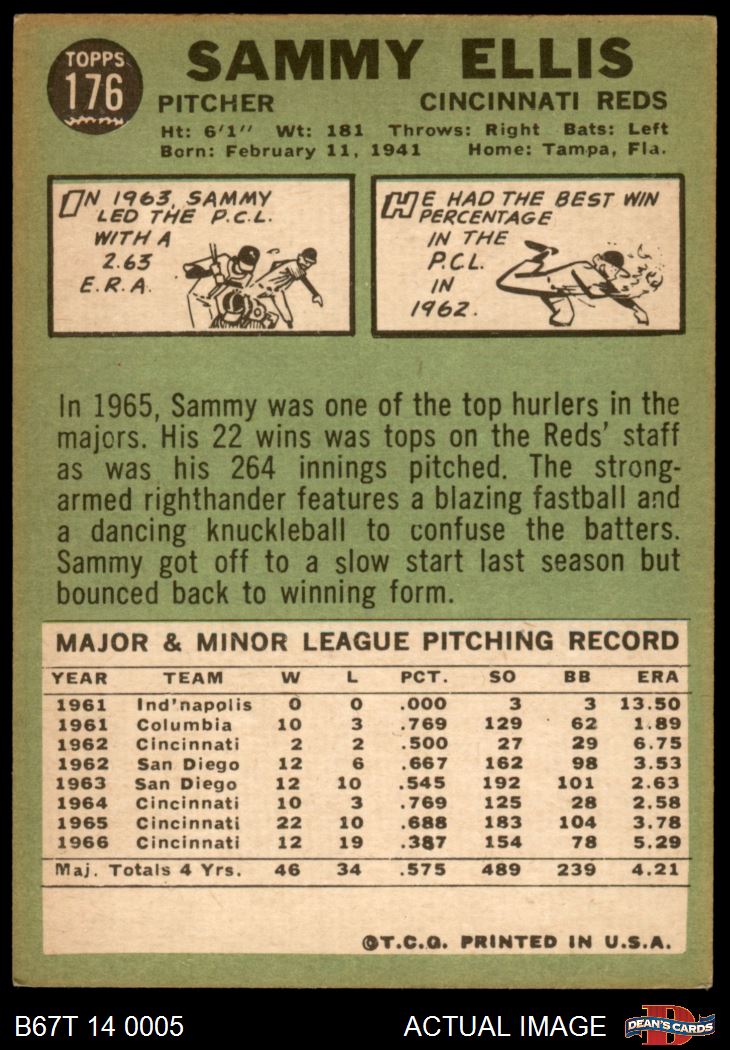 TOPPS
176
SAMMY ELLIS
PITCHER CINCINNATI REDS
Ht: 6'1" Wt: 181 Throws: Right Bats: Left
Born: February 11, 1941 Home: Tampa, Fla.
IN 1963, SAMMY
LED THE P.C.L.
WITH A
2.63
E.R.A.
HE HAD THE BEST WIN
PERCENTAGE
IN THE
P.C.L.
IN
1962.
In 1965, Sammy was one of the top hurlers in the
majors. His 22 wins was tops on the Reds' staff
as was his 264 innings pitched. The strong-
armed righthander features a blazing fastball and
a dancing knuckleball to confuse the batters.
Sammy got off to a slow start last season but
bounced back to winning form.
MAJOR & MINOR LEAGUE PITCHING RECORD
YEAR TEAM W L PCT. SO BB ERA
1961 Ind'napolis 0 0 .000 3 3 13.50
1961 Columbia 10 3 .769 129 62 1.89
1962 Cincinnati 2 2 .500 27 29 6.75
1962 San Diego 12 6 .667 162 98 3.53
1963 San Diego 12 10 .545 192 101 2.63
1964 Cincinnati 10 3 .769 125 28 2.58
1965 Cincinnati 22 10 .688 183 104 3.78
1966 Cincinnati 12 19 .387 154 78 5.29
Maj. Totals 4 Yrs. 46 34 .575 489 239 4.21
©T.C.G. PRINTED IN U.S.A.
B67T 14 0005 ACTUAL IMAGE
D
DEAN'S CARDS